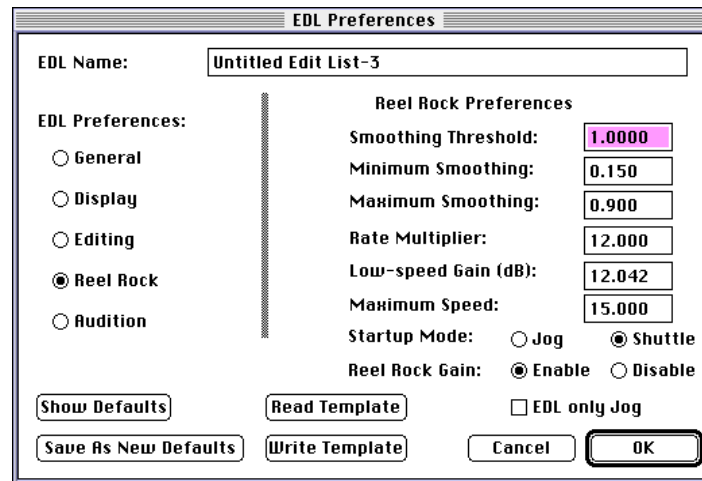 EDL Preferences
EDL Name: Untitled Edit List-3
EDL Preferences:
General
Display
Editing
Reel Rock
Audition
Reel Rock Preferences
Smoothing Threshold: 1.0000
Minimum Smoothing: 0.150
Maximum Smoothing: 0.900
Rate Multiplier: 12.000
Low-speed Gain (dB): 12.042
Maximum Speed: 15.000
Startup Mode: Jog Shuttle
Reel Rock Gain: Enable Disable
Show Defaults Read Template EDL only Jog
Save As New Defaults Write Template Cancel OK